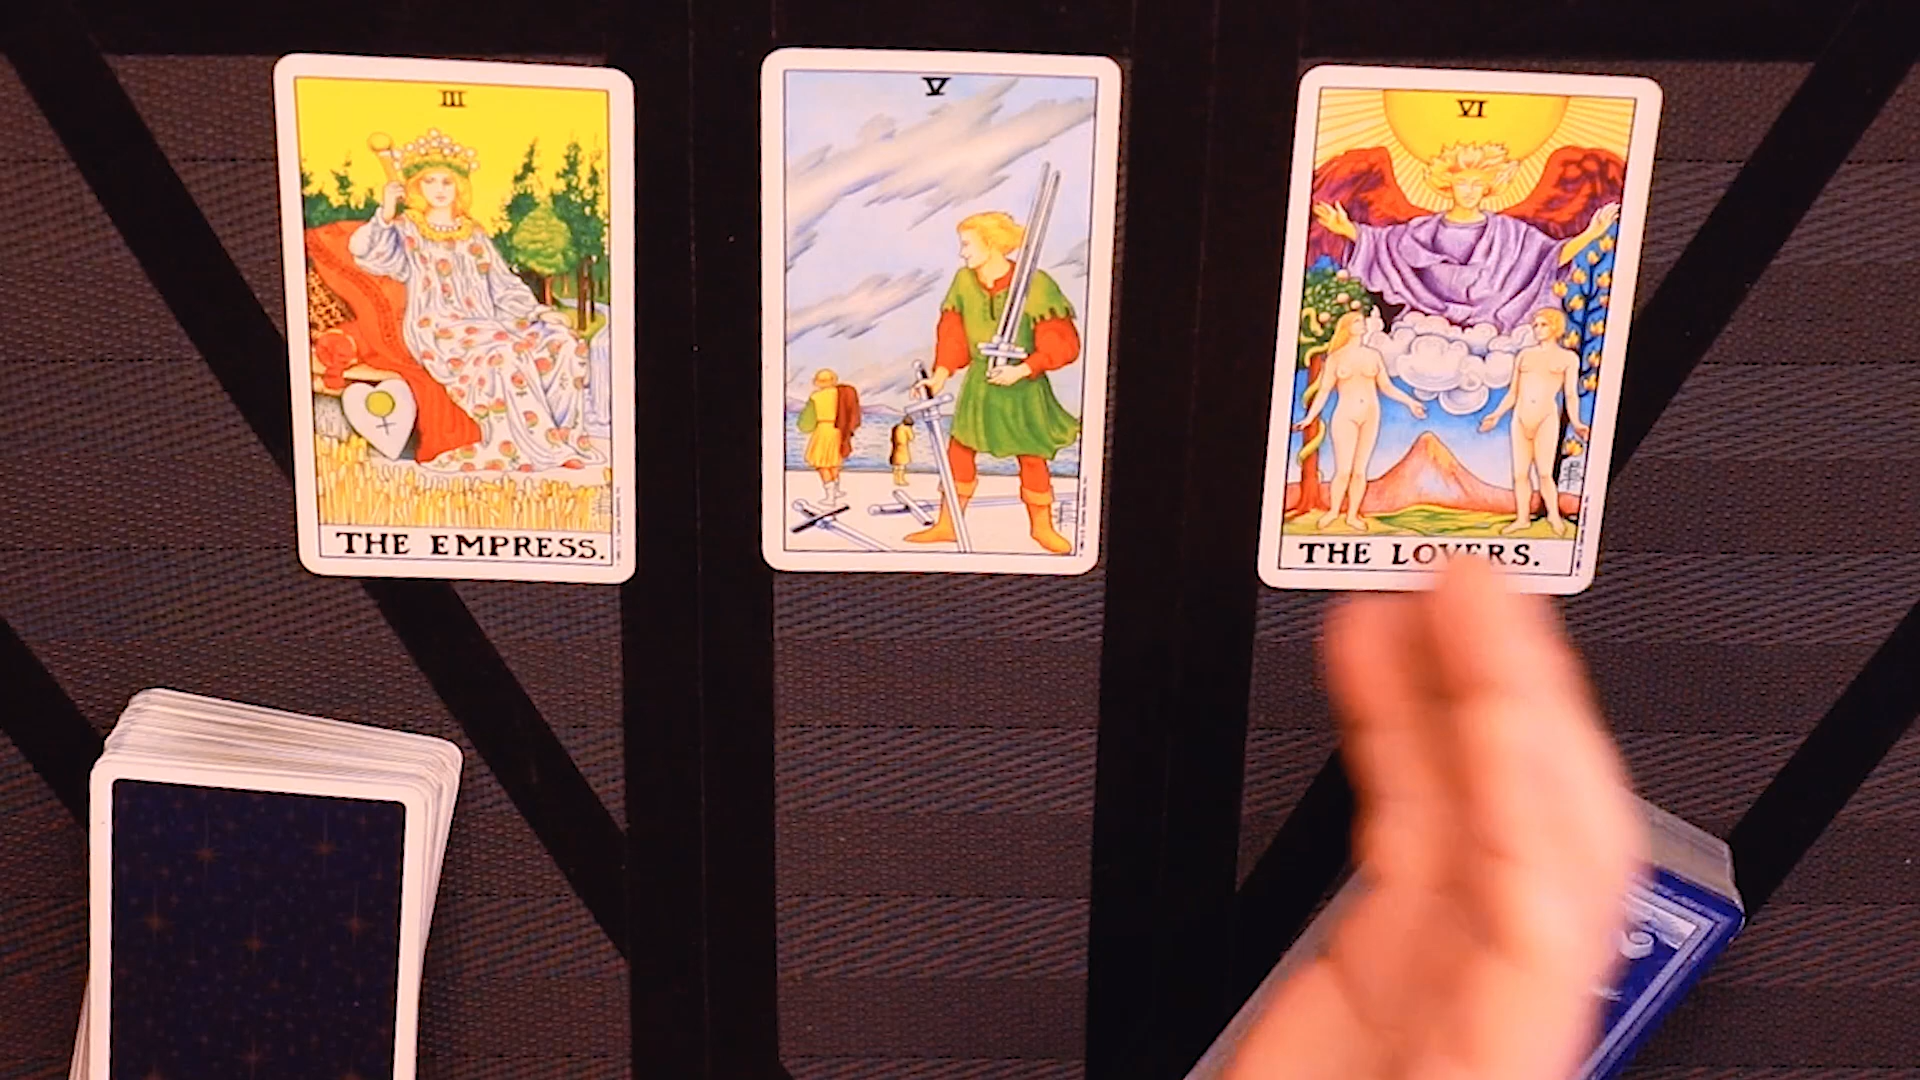 III
THE EMPRESS.
V
VI
THE LOVERS.